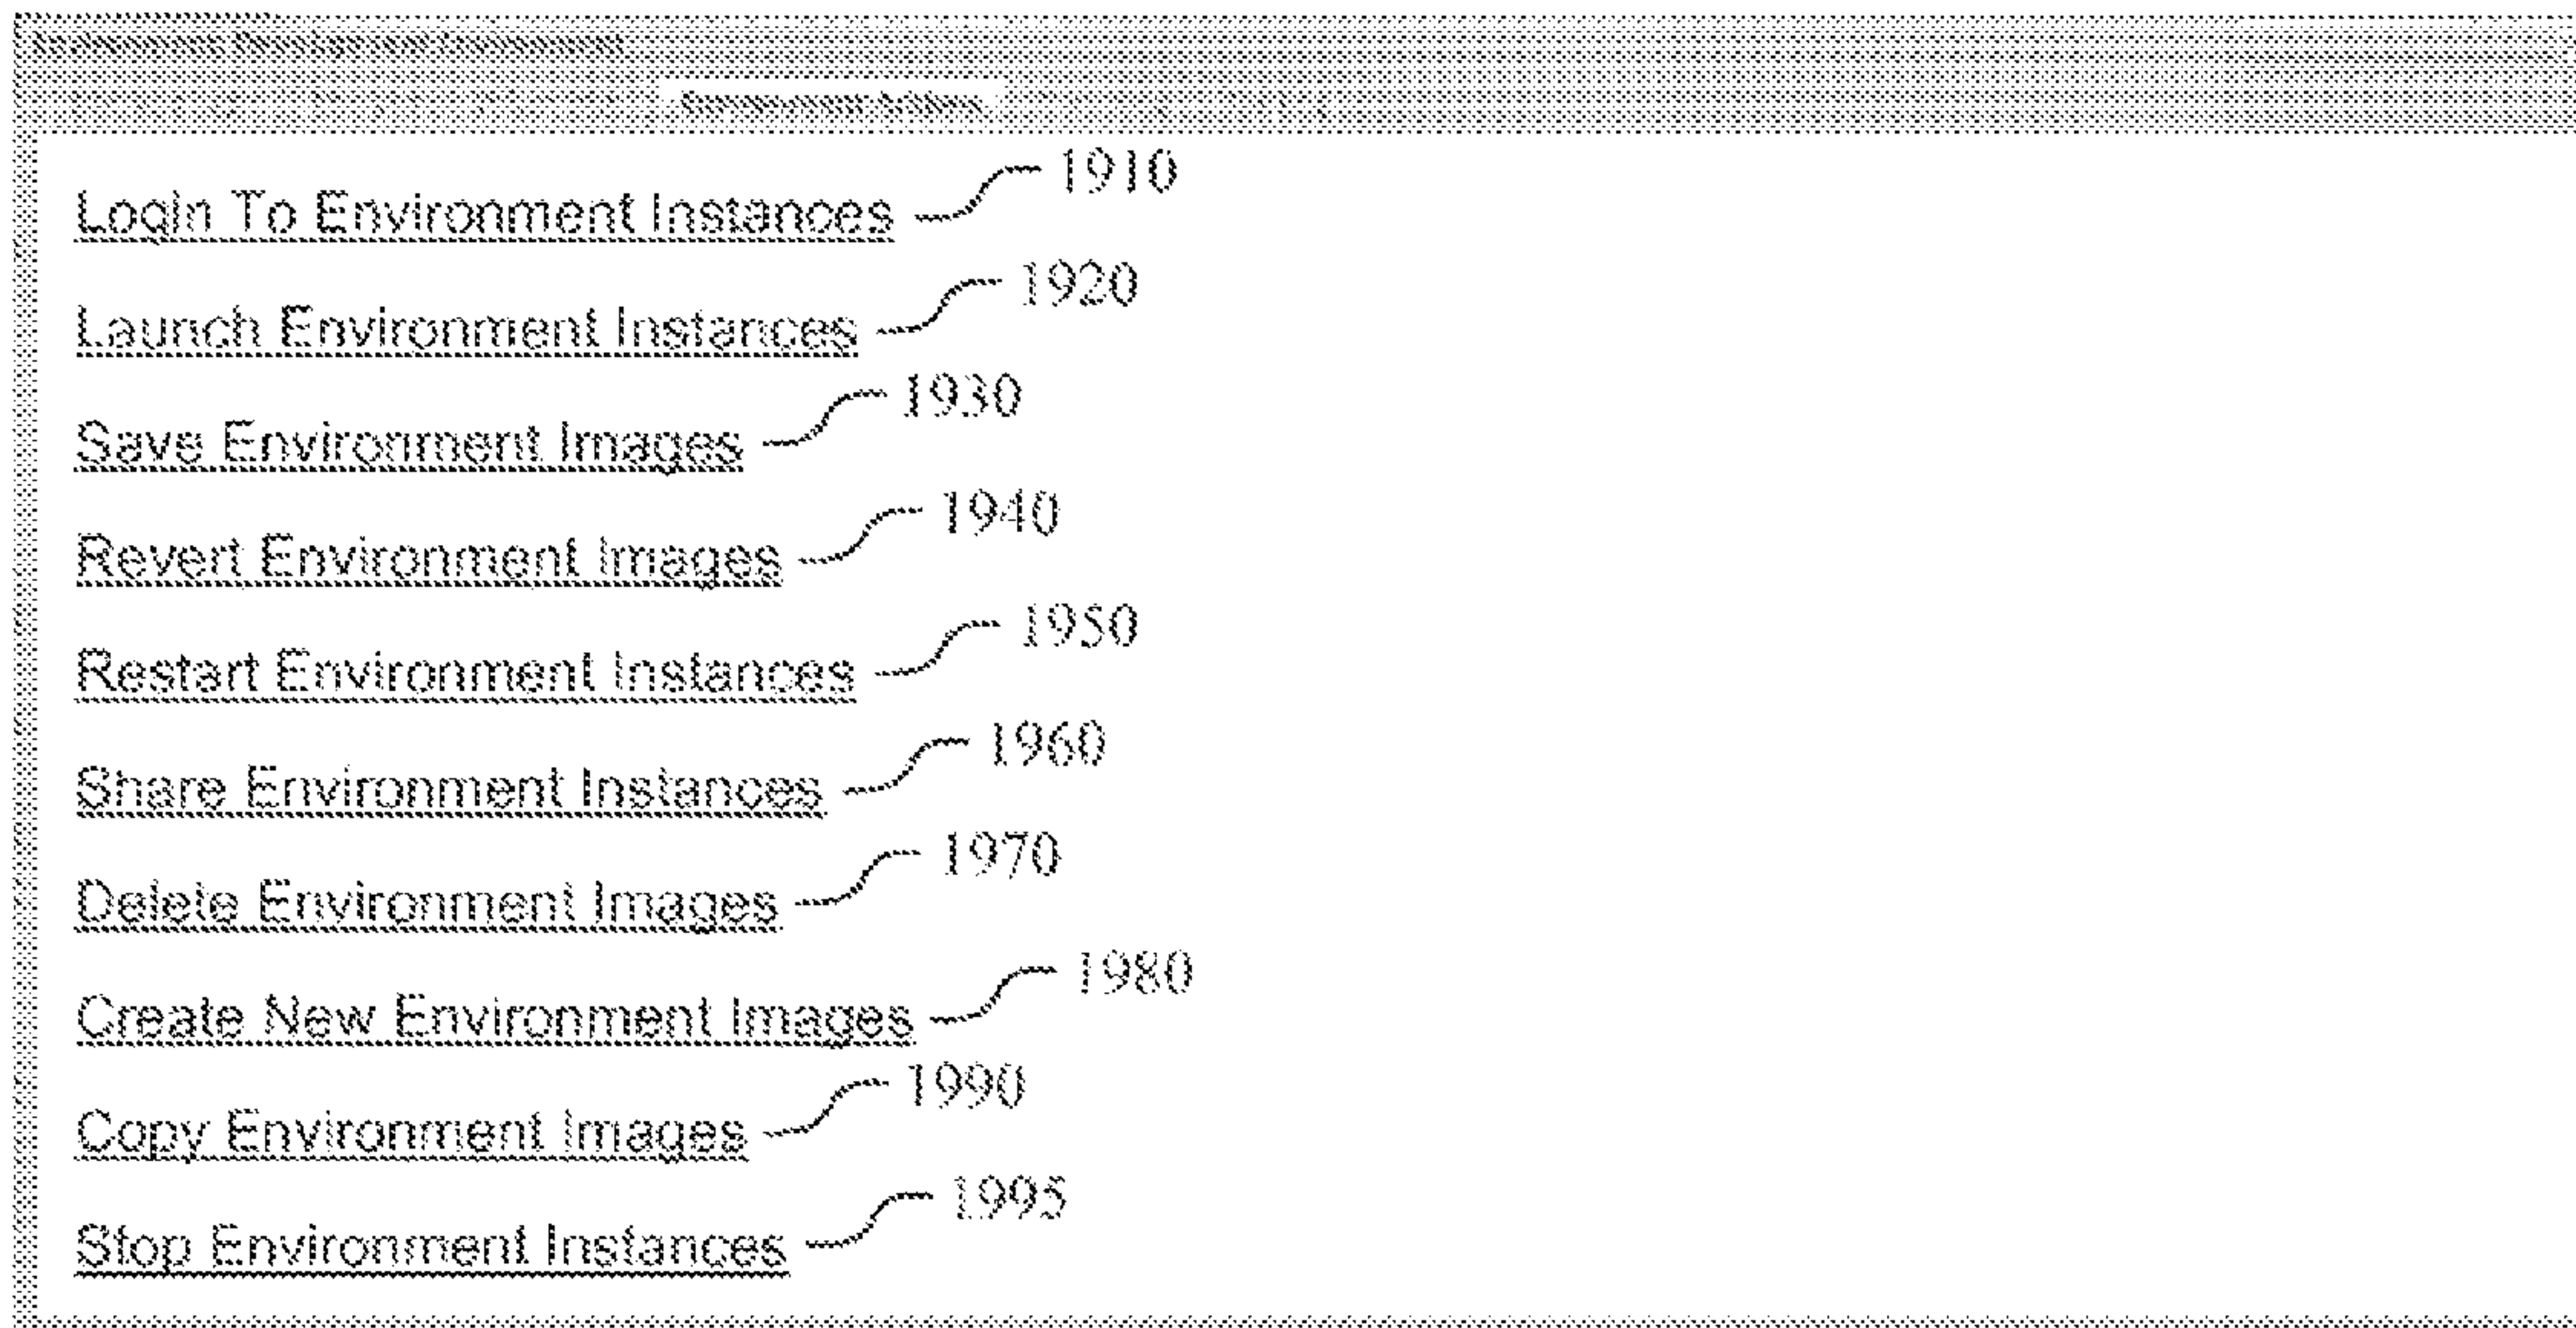 Environment Actions
Login To Environment Instances 1910
Launch Environment Instances 1920
Save Environment Images 1930
Revert Environment Images 1940
Restart Environment Instances 1950
Share Environment Instances 1960
Delete Environment Images 1970
Create New Environment Images 1980
Copy Environment Images 1990
Stop Environment Instances 1995